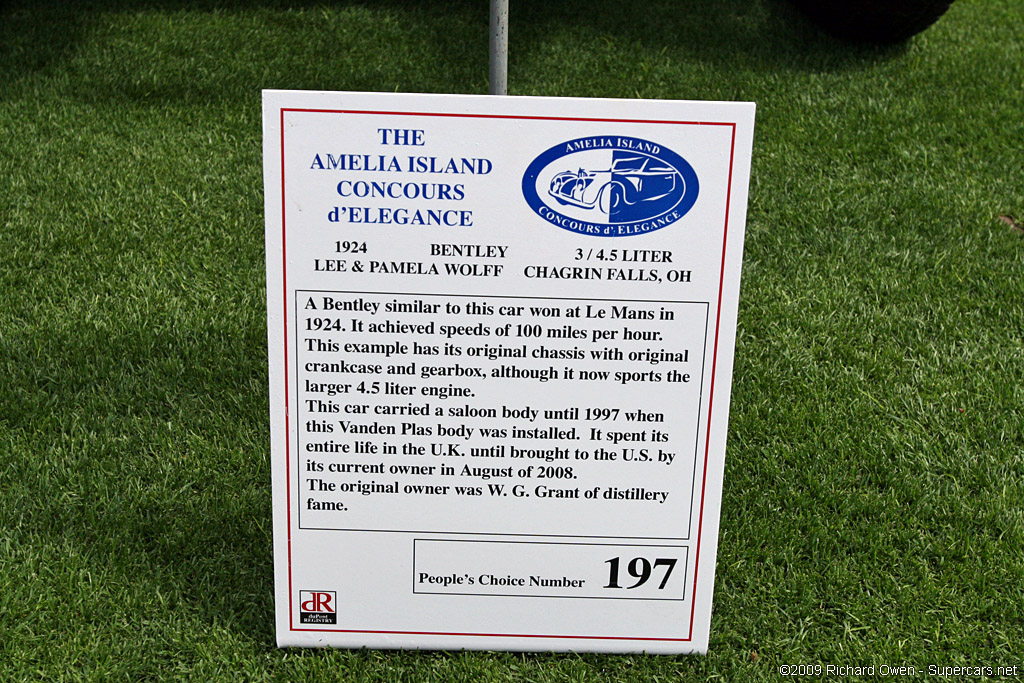 THE
AMELIA ISLAND
CONCOURS
d'ELEGANCE
AMELIA ISLAND
CONCOURS d'ELEGANCE
1924 BENTLEY 3 / 4.5 LITER
LEE & PAMELA WOLFF CHAGRIN FALLS, OH
A Bentley similar to this car won at Le Mans in
1924. It achieved speeds of 100 miles per hour.
This example has its original chassis with original
crankcase and gearbox, although it now sports the
larger 4.5 liter engine.
This car carried a saloon body until 1997 when
this Vanden Plas body was installed. It spent its
entire life in the U.K. until brought to the U.S. by
its current owner in August of 2008.
The original owner was W. G. Grant of distillery
fame.
People's Choice Number 197
dR
duPont
REGISTRY
©2009 Richard Owen - Supercars.net